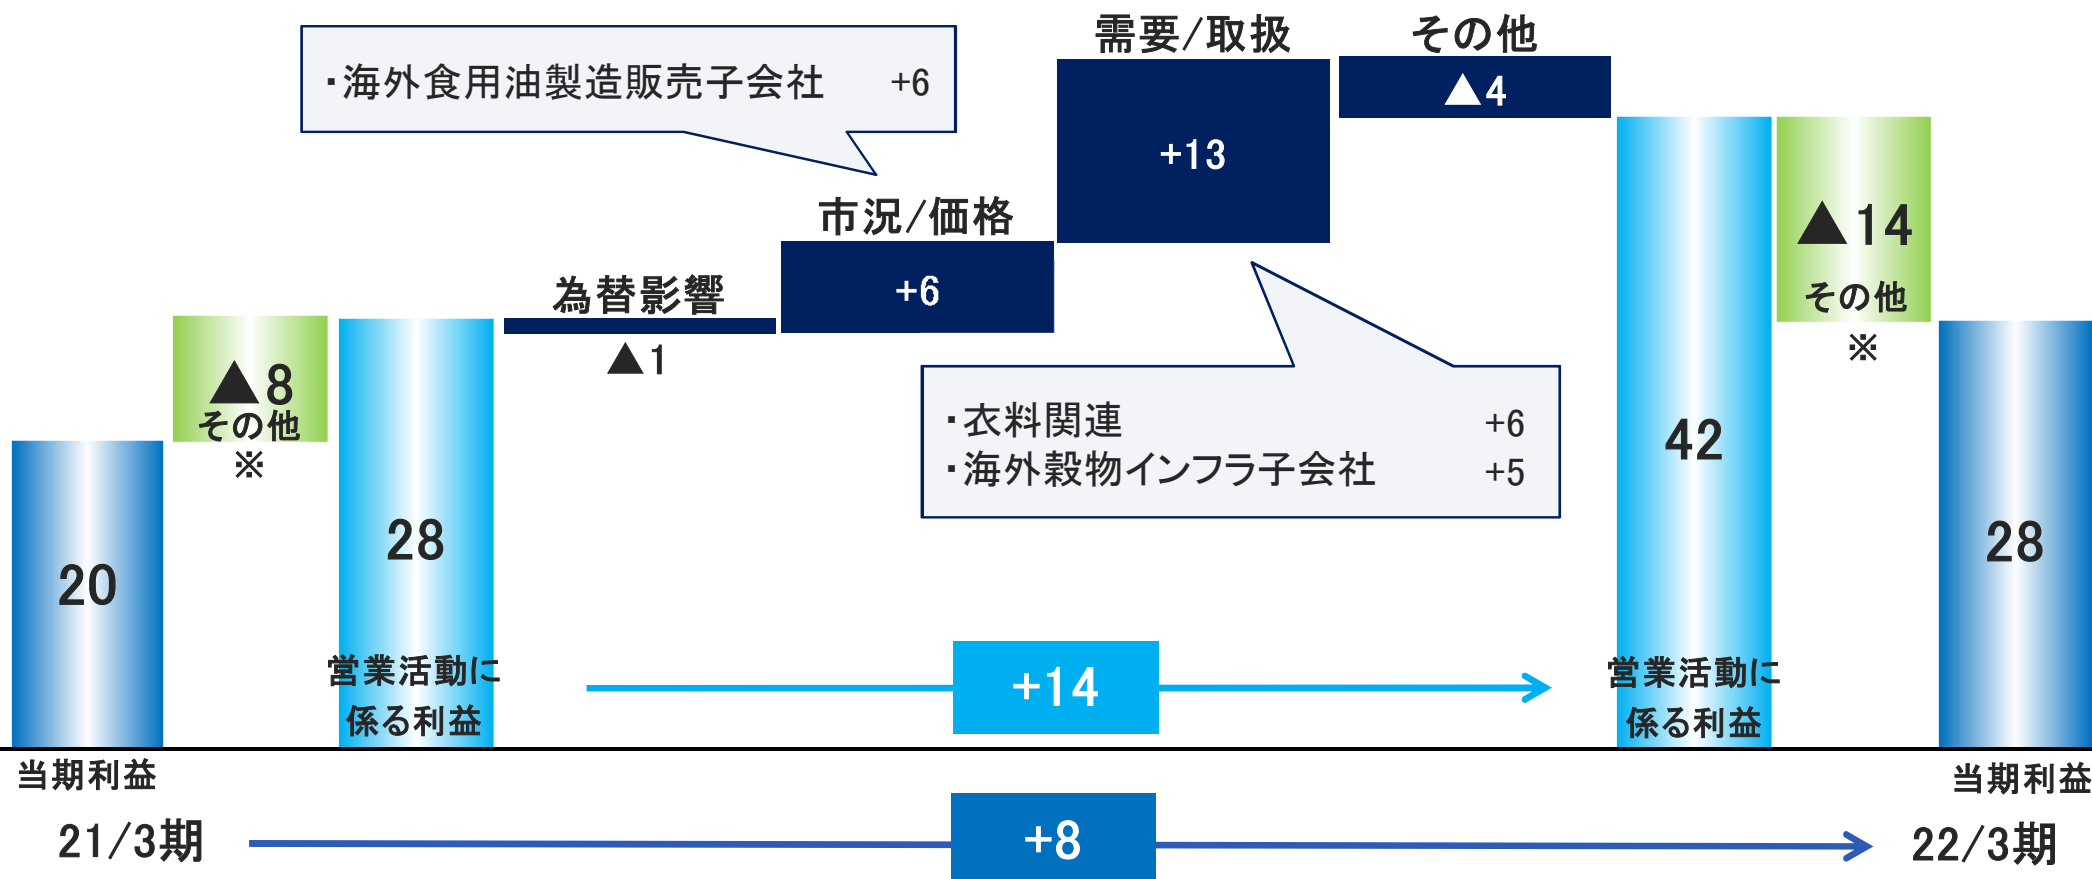 ・海外食用油製造販売子会社 +6
需要/取扱
+13
その他
▲4
市況/価格
+6
為替影響
▲1
・衣料関連 +6
・海外穀物インフラ子会社 +5
20
▲8
その他
※
28
営業活動に
係る利益
+14
42
営業活動に
係る利益
▲14
その他
※
28
当期利益
当期利益
21/3期
+8
22/3期